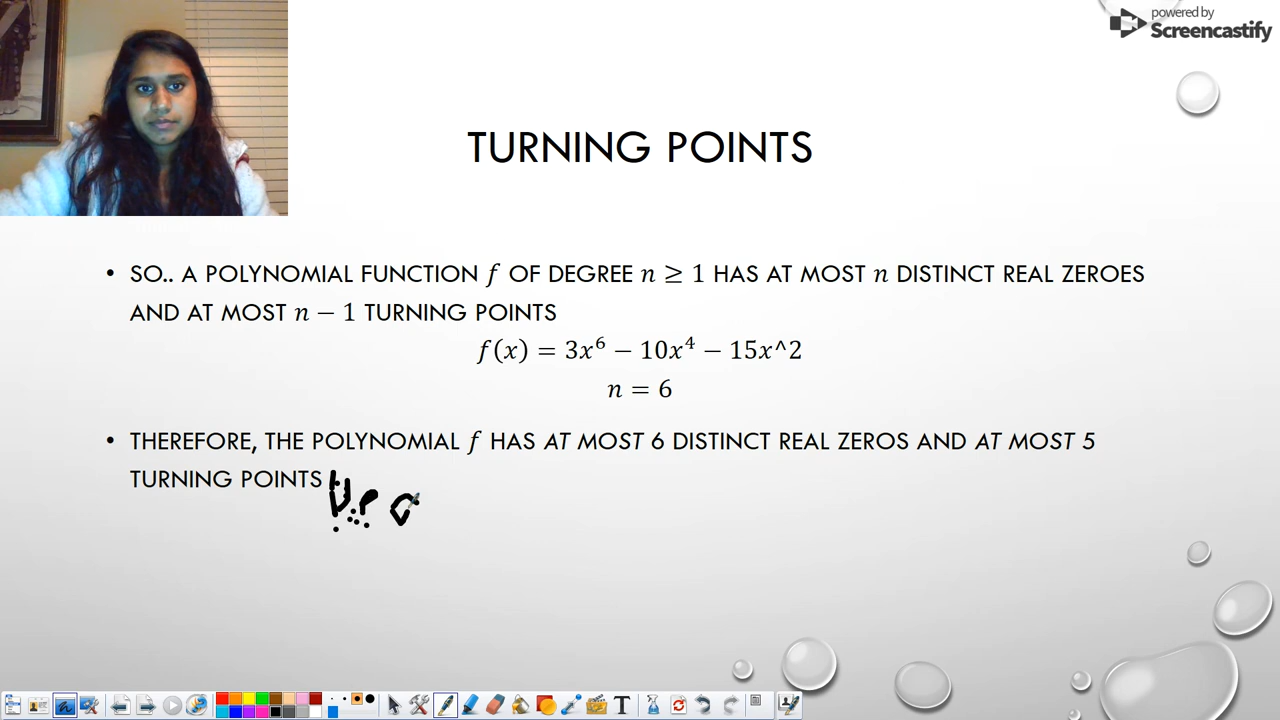 powered by
Screencastify
TURNING POINTS
• SO.. A POLYNOMIAL FUNCTION f OF DEGREE n ≥ 1 HAS AT MOST n DISTINCT REAL ZEROES
AND AT MOST n − 1 TURNING POINTS
f(x) = 3x⁶ − 10x⁴ − 15x^2
n = 6
• THEREFORE, THE POLYNOMIAL f HAS AT MOST 6 DISTINCT REAL ZEROS AND AT MOST 5
TURNING POINTS